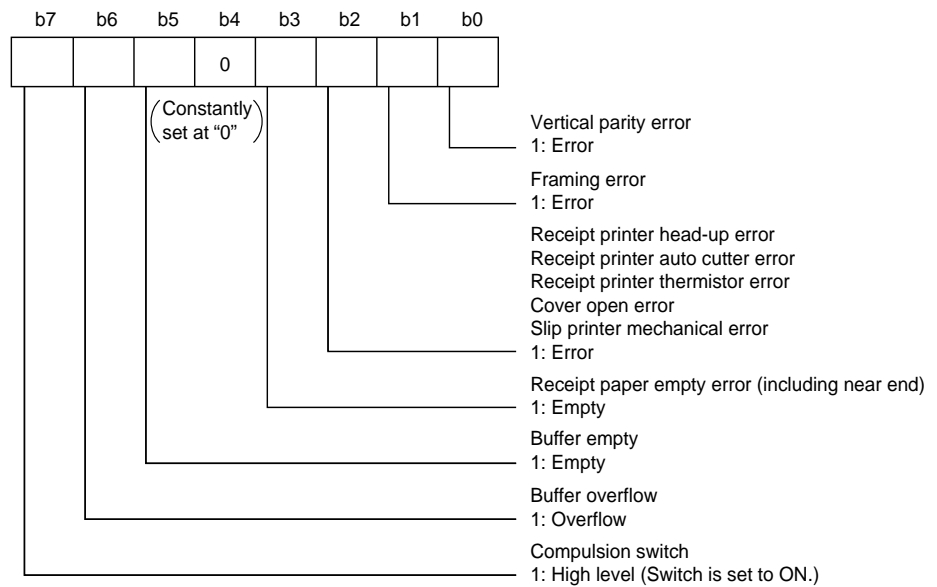 b7 b6 b5 b4 b3 b2 b1 b0
0
(Constantly
set at “0”)
Vertical parity error
1: Error
Framing error
1: Error
Receipt printer head-up error
Receipt printer auto cutter error
Receipt printer thermistor error
Cover open error
Slip printer mechanical error
1: Error
Receipt paper empty error (including near end)
1: Empty
Buffer empty
1: Empty
Buffer overflow
1: Overflow
Compulsion switch
1: High level (Switch is set to ON.)